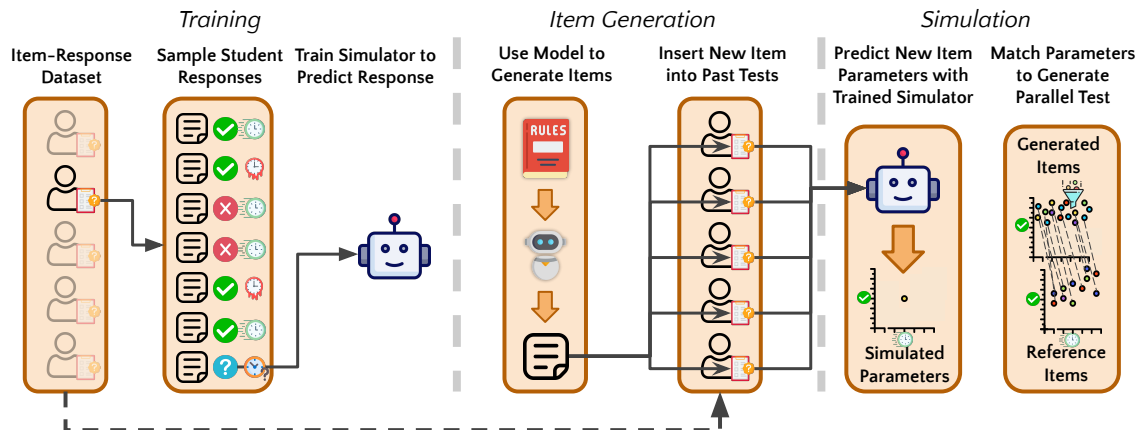 Training
Item Generation
Simulation
Item-Response
Dataset
Sample Student
Responses
Train Simulator to
Predict Response
Use Model to
Generate Items
Insert New Item
into Past Tests
Predict New Item
Parameters with
Trained Simulator
Match Parameters
to Generate
Parallel Test
RULES
Simulated
Parameters
Generated
Items
Reference
Items